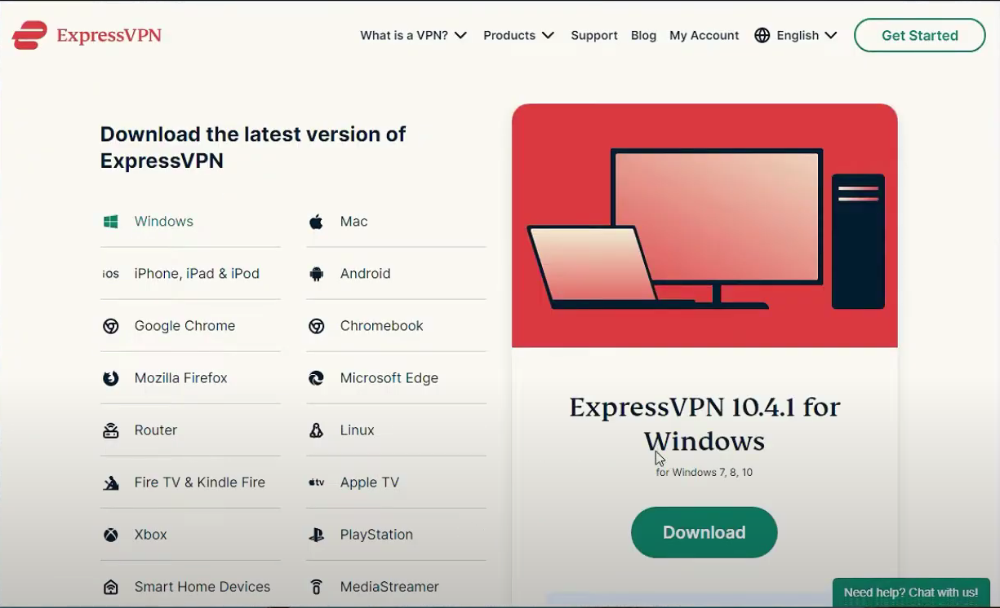 ExpressVPN
What is a VPN?
Products
Support
Blog
My Account
English
Get Started
Download the latest version of
ExpressVPN
Windows
Mac
iOS
iPhone, iPad & iPod
Android
Google Chrome
Chromebook
Mozilla Firefox
Microsoft Edge
Router
Linux
Fire TV & Kindle Fire
tv
Apple TV
Xbox
PlayStation
Smart Home Devices
MediaStreamer
ExpressVPN 10.4.1 for
Windows
for Windows 7, 8, 10
Download
Need help? Chat with us!